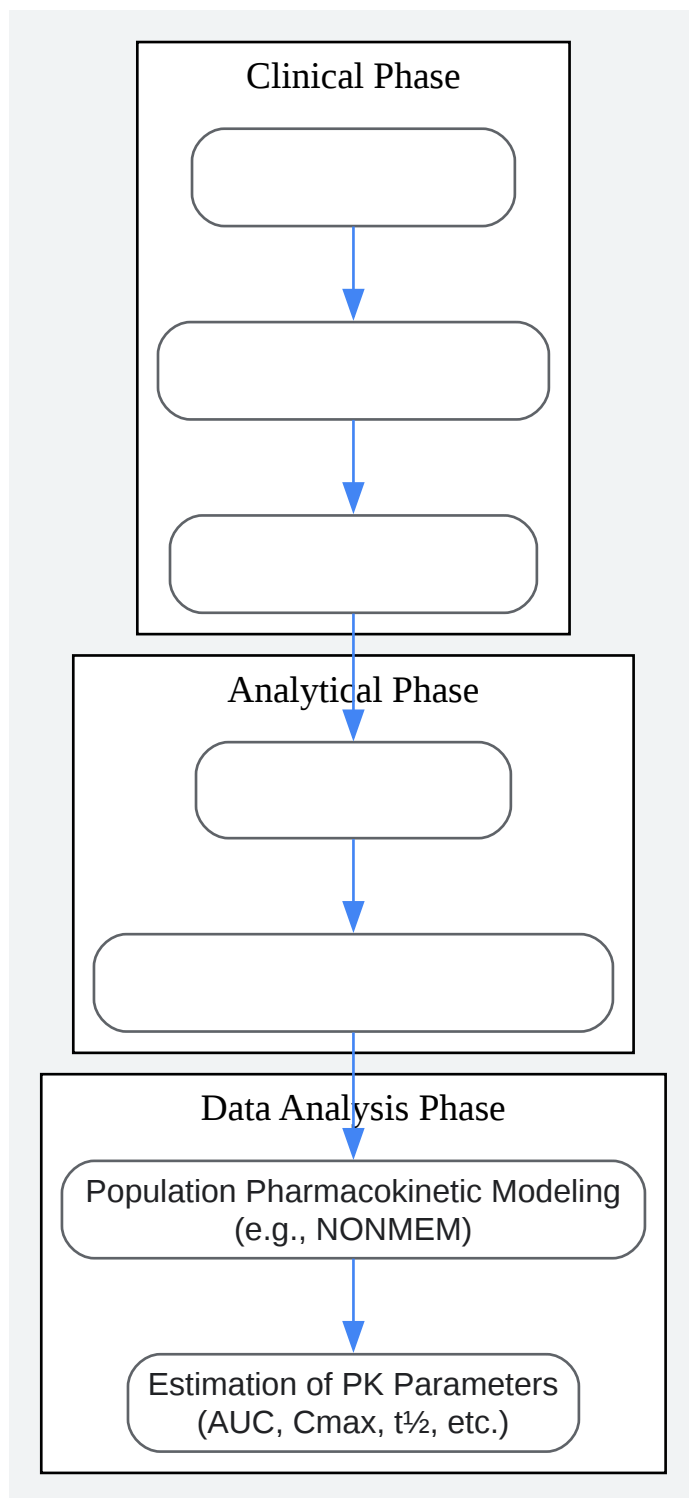 Clinical Phase
Analytical Phase
Data Analysis Phase
Population Pharmacokinetic Modeling
(e.g., NONMEM)
Estimation of PK Parameters
(AUC, Cmax, t½, etc.)